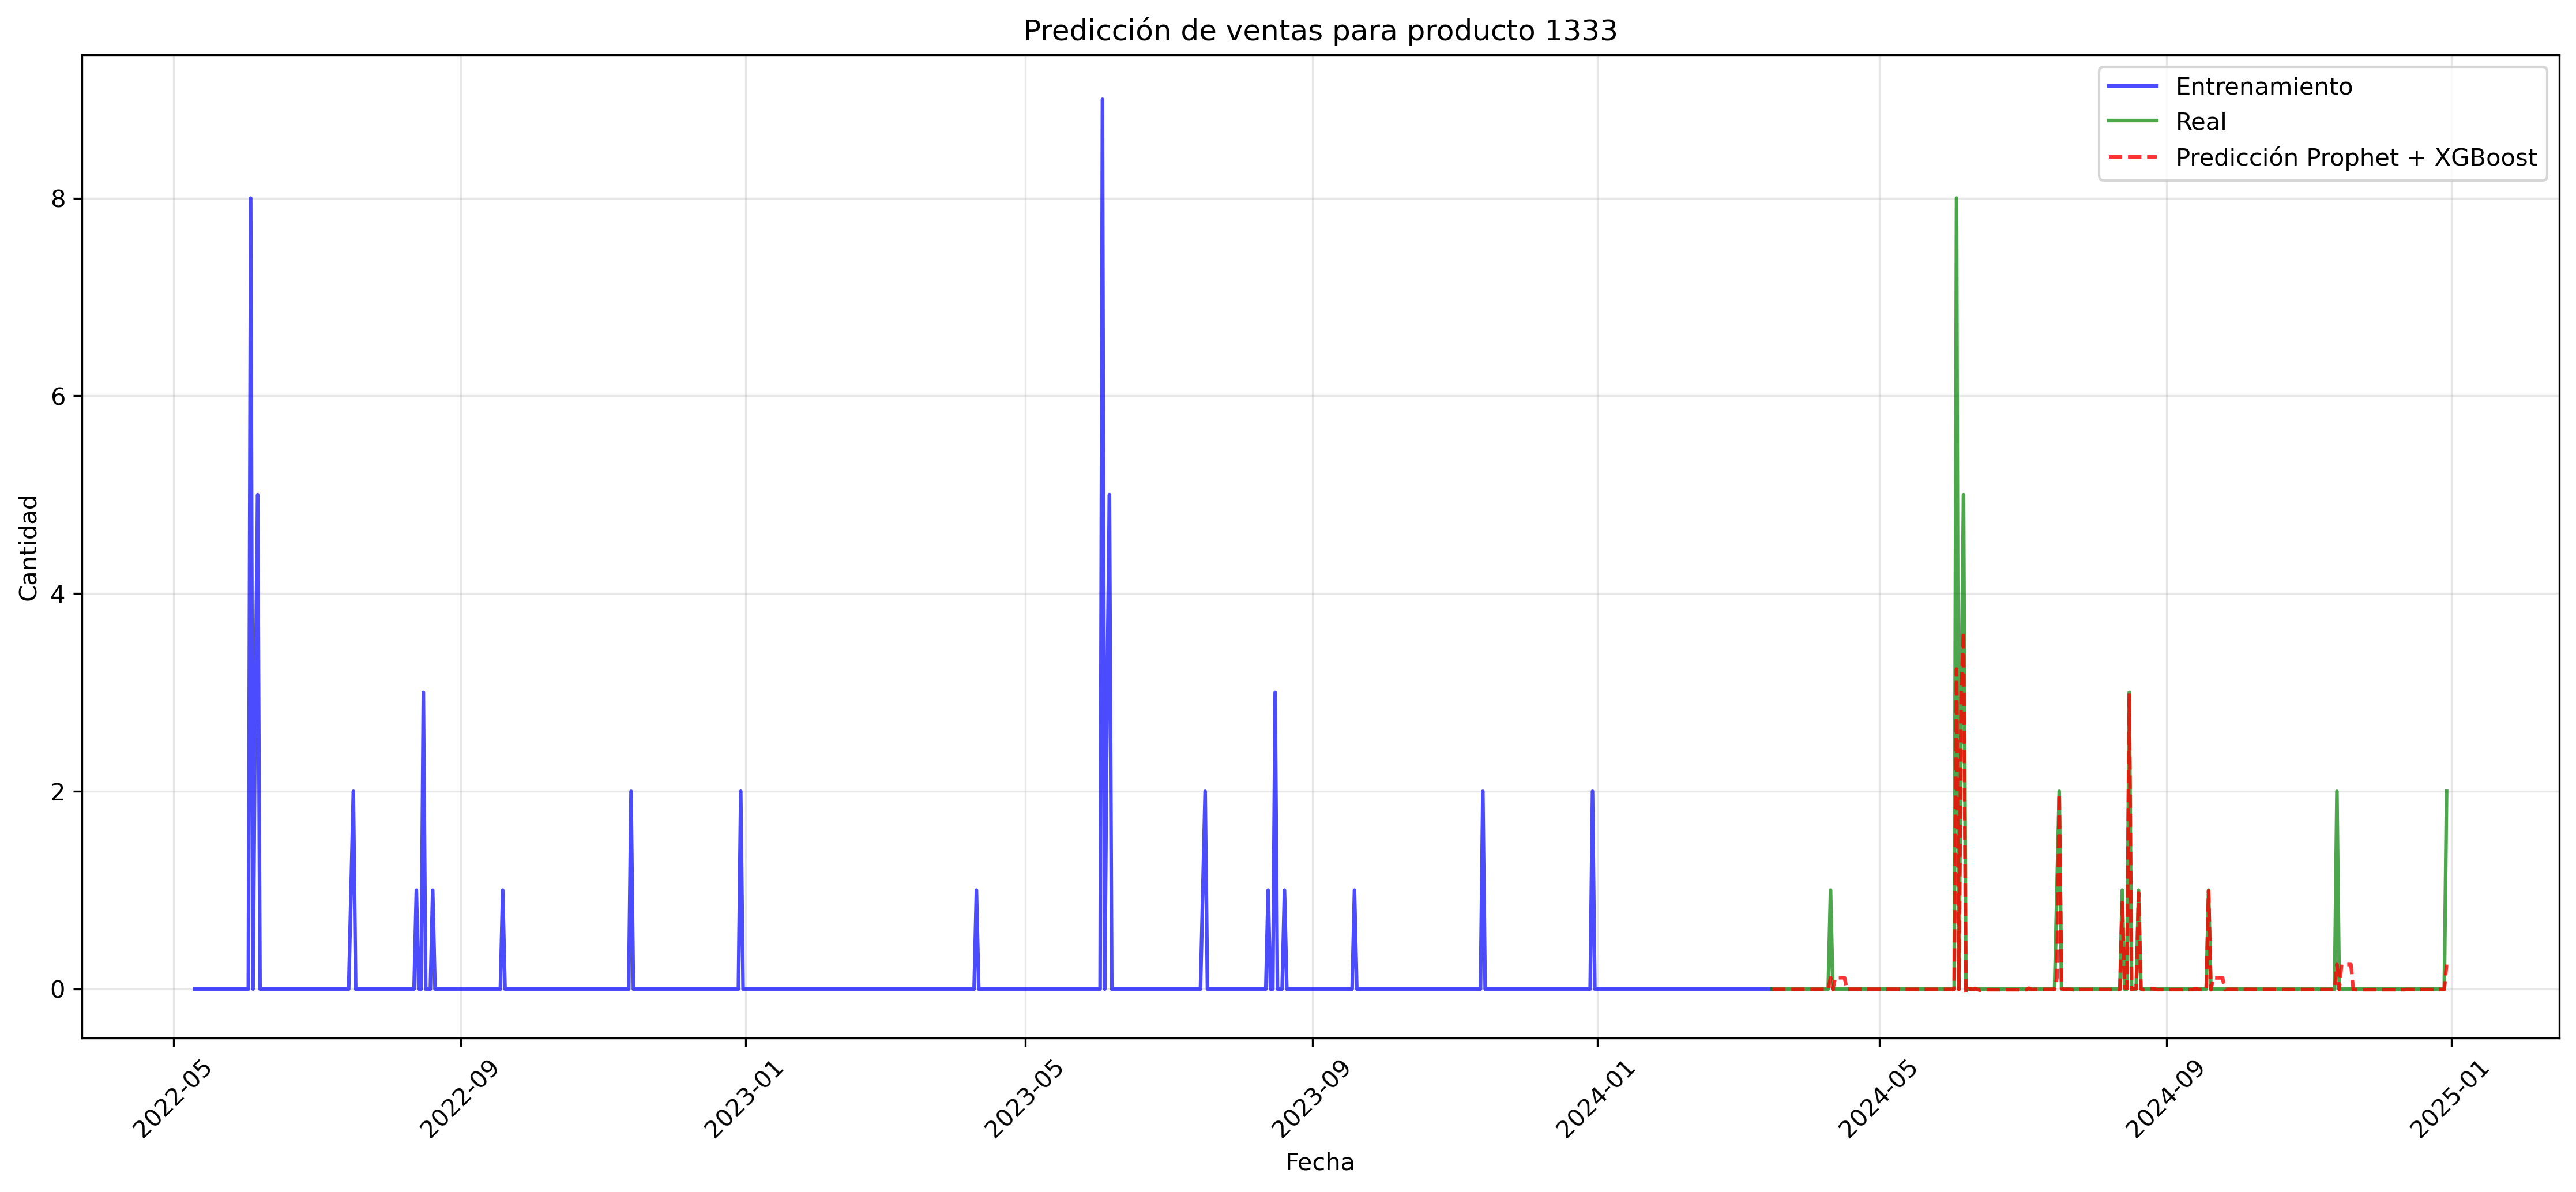 Predicción de ventas para producto 1333
Entrenamiento
Real
Predicción Prophet + XGBoost
Cantidad
8
6
4
2
0
2022-05
2022-09
2023-01
2023-05
2023-09
2024-01
2024-05
2024-09
2025-01
Fecha